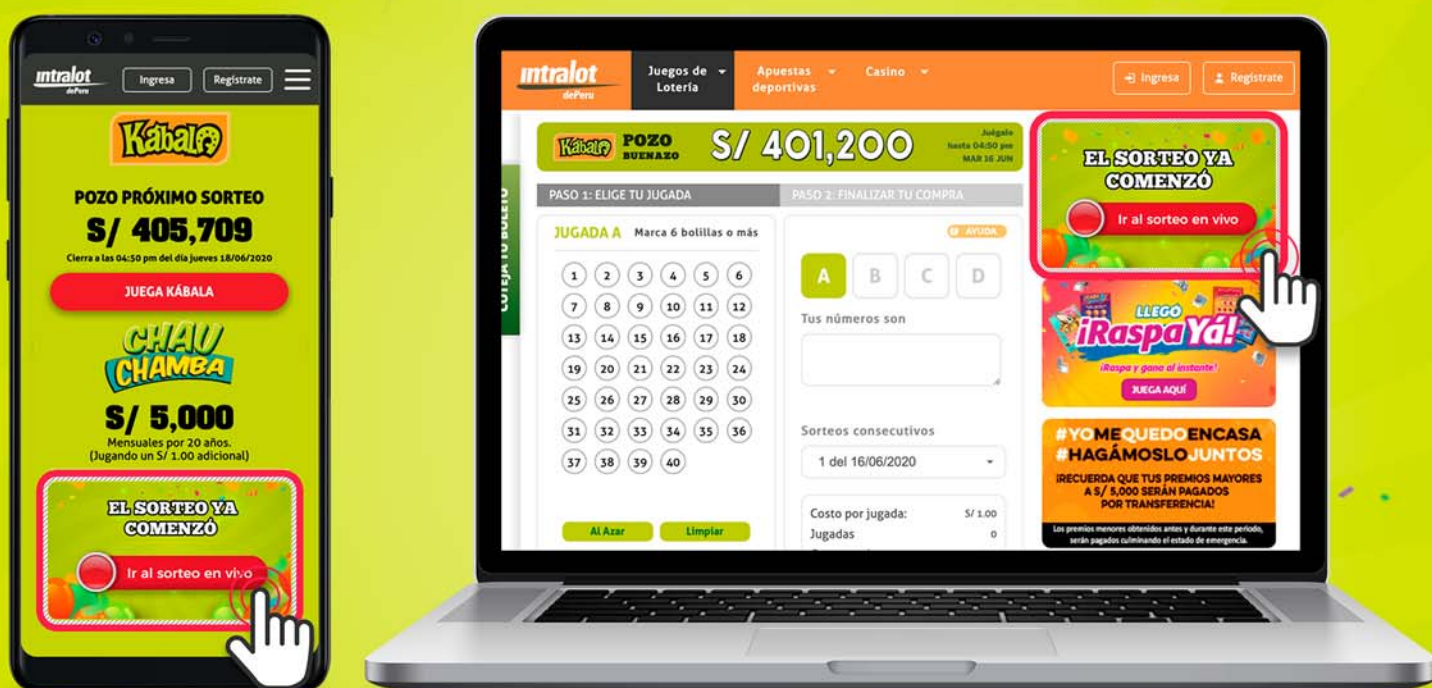 intralot
dePeru
Ingresa
Regístrate
Kábala
POZO PRÓXIMO SORTEO
S/ 405,709
Cierra a las 04:50 pm del día jueves 18/06/2020
JUEGA KÁBALA
CHAU
CHAMBA
S/ 5,000
Mensuales por 20 años.
(Jugando un S/ 1.00 adicional)
EL SORTEO YA
COMENZÓ
Ir al sorteo en vivo
intralot
dePeru
Juegos de
Lotería
Apuestas
deportivas
Casino
Ingresa
Regístrate
COTEJA TU BOLETO
Kábala
POZO
BUENAZO
S/ 401,200
Juégalo
hasta 04:50 pm
MAR 16 JUN
PASO 1: ELIGE TU JUGADA
PASO 2: FINALIZAR TU COMPRA
JUGADA A Marca 6 bolillas o más
1 2 3 4 5 6
7 8 9 10 11 12
13 14 15 16 17 18
19 20 21 22 23 24
25 26 27 28 29 30
31 32 33 34 35 36
37 38 39 40
Al Azar
Limpiar
AYUDA
A B C D
Tus números son
Sorteos consecutivos
1 del 16/06/2020
Costo por jugada: S/ 1.00
Jugadas 0
EL SORTEO YA
COMENZÓ
Ir al sorteo en vivo
LLEGÓ
¡Raspa Yá!
¡Raspa y gana al instante!
JUEGA AQUÍ
#YOMEQUEDOENCASA
#HAGÁMOSLOJUNTOS
¡RECUERDA QUE TUS PREMIOS MAYORES
A S/ 5,000 SERÁN PAGADOS
POR TRANSFERENCIA!
Los premios menores obtenidos antes y durante este periodo,
serán pagados culminando el estado de emergencia.